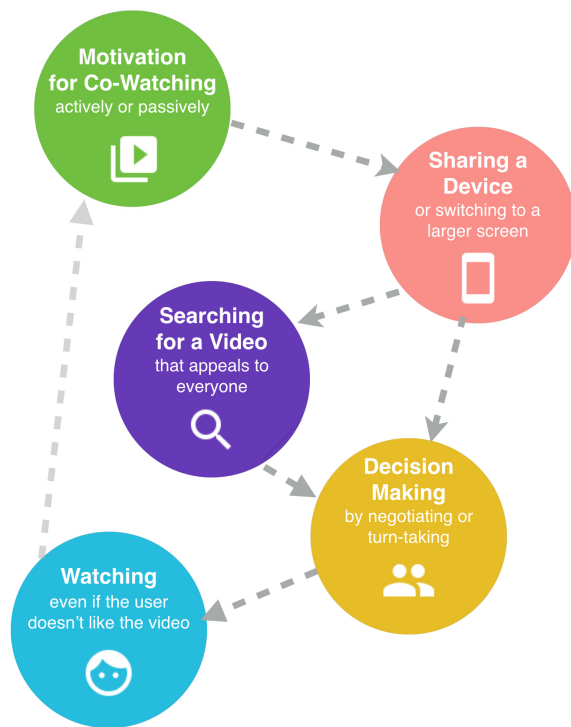 Motivation
for Co-Watching
actively or passively
Sharing a
Device
or switching to a
larger screen
Searching
for a Video
that appeals to
everyone
Decision
Making
by negotiating or
turn-taking
Watching
even if the user
doesn't like the video